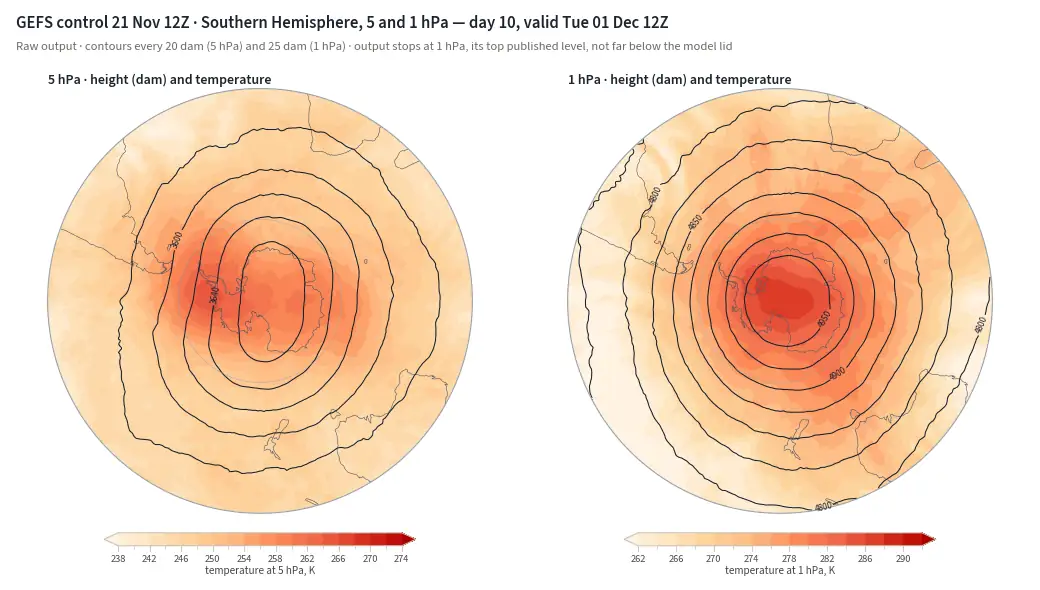 GEFS control 21 Nov 12Z · Southern Hemisphere, 5 and 1 hPa — day 10, valid Tue 01 Dec 12Z
Raw output · contours every 20 dam (5 hPa) and 25 dam (1 hPa) · output stops at 1 hPa, its top published level, not far below the model lid
5 hPa · height (dam) and temperature
1 hPa · height (dam) and temperature
3600
3640
4800
4850
4950
4900
4800
4800
238 242 246 250 254 258 262 266 270 274
temperature at 5 hPa, K
262 266 270 274 278 282 286 290
temperature at 1 hPa, K